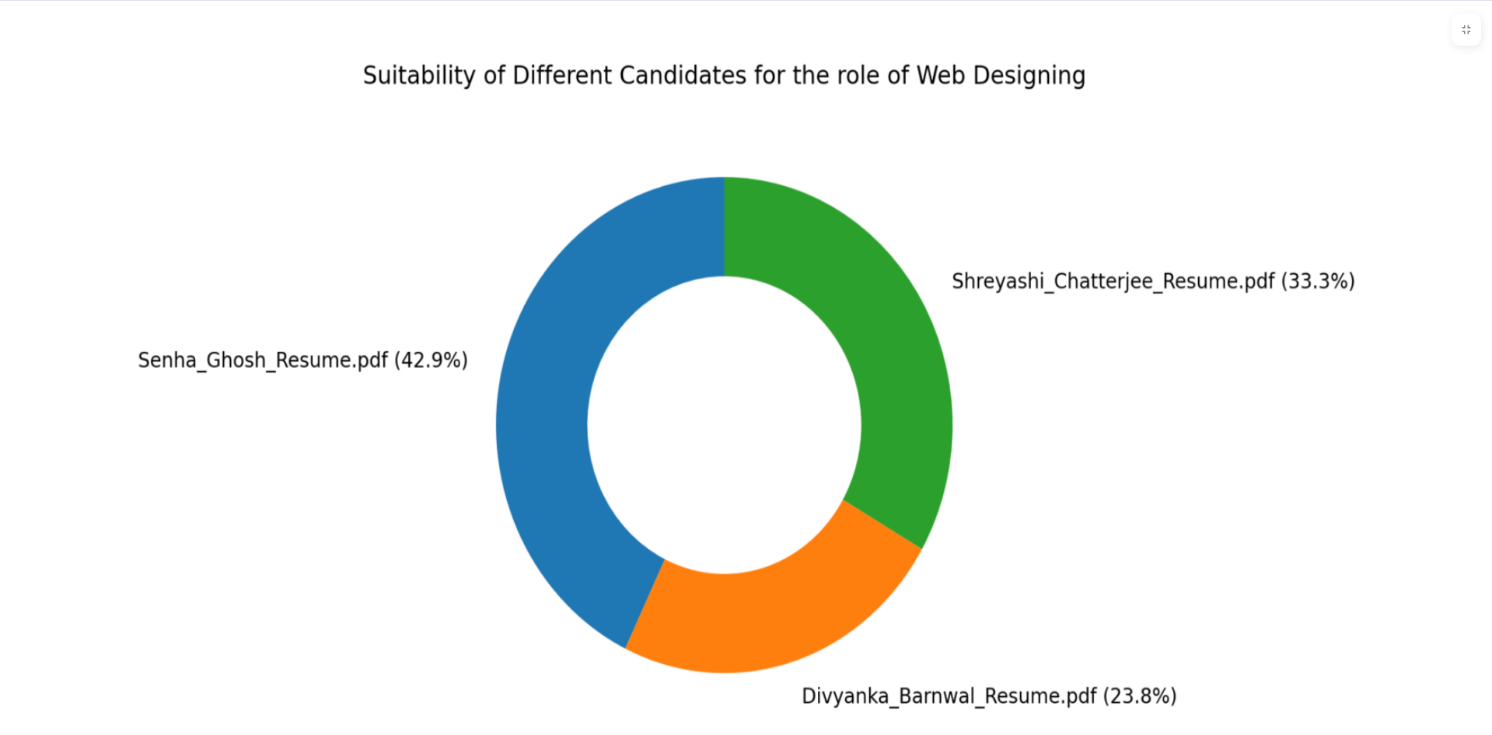 Suitability of Different Candidates for the role of Web Designing
Shreyashi_Chatterjee_Resume.pdf (33.3%)
Senha_Ghosh_Resume.pdf (42.9%)
Divyanka_Barnwal_Resume.pdf (23.8%)